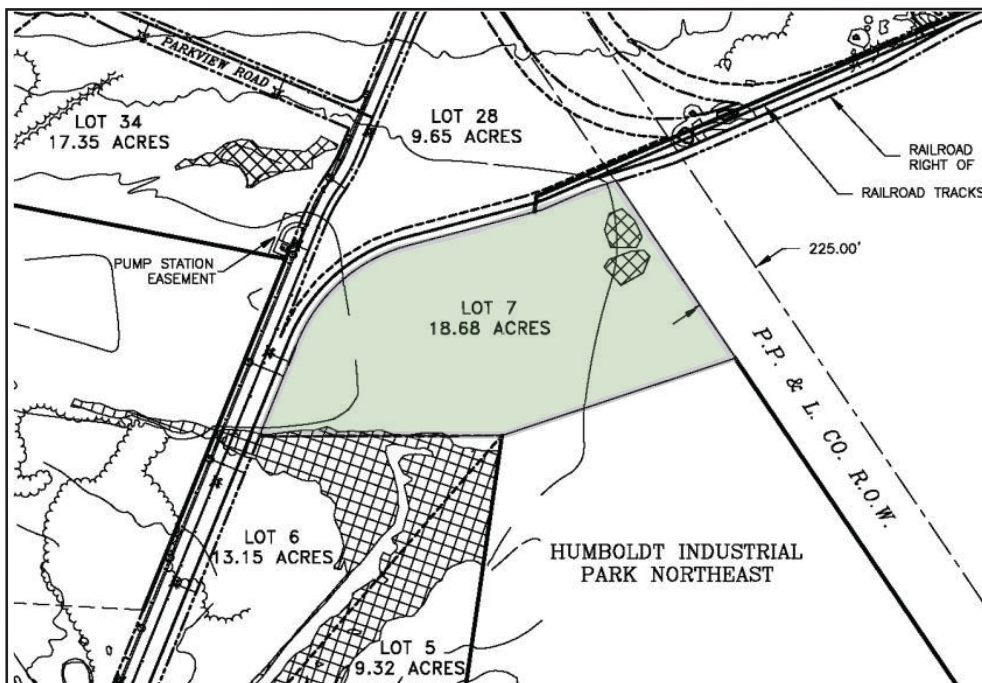 PARKVIEW ROAD
LOT 34
17.35 ACRES
LOT 28
9.65 ACRES
RAILROAD
RIGHT OF
RAILROAD TRACKS
PUMP STATION
EASEMENT
225.00'
LOT 7
18.68 ACRES
P.P. & L. CO. R.O.W.
LOT 6
13.15 ACRES
HUMBOLDT INDUSTRIAL
PARK NORTHEAST
LOT 5
9.32 ACRES